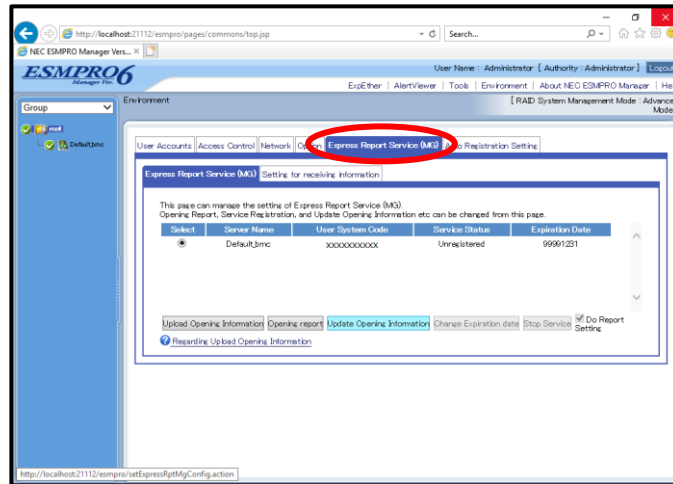 http://localhost:21112/esmpro/pages/commons/top.jsp
Search...
NEC ESMPRO Manager Vers...
ESMPRO6
Manager Ver.
User Name : Administrator [ Authority : Administrator ] Logout
ExpEther | AlertViewer | Tools | Environment | About NEC ESMPRO Manager | He
Group
Environment
[ RAID System Management Mode : Advance
Mode
root
Default_bmc
User Accounts Access Control Network Option Express Report Service (MG) Registration Setting
Express Report Service (MG) Setting for receiving information
This page can manage the setting of Express Report Service (MG).
Opening Report, Service Registration, and Update Opening Information etc can be changed from this page.
Select Server Name User System Code Service Status Expiration Date
Default_bmc xxxxxxxxxx Unregistered 99991231
Upload Opening Information Opening report Update Opening Information Change Expiration date Stop Service Do Report
Setting
Regarding Upload Opening Information
http://localhost:21112/esmpro/setExpressRptMgConfig.action